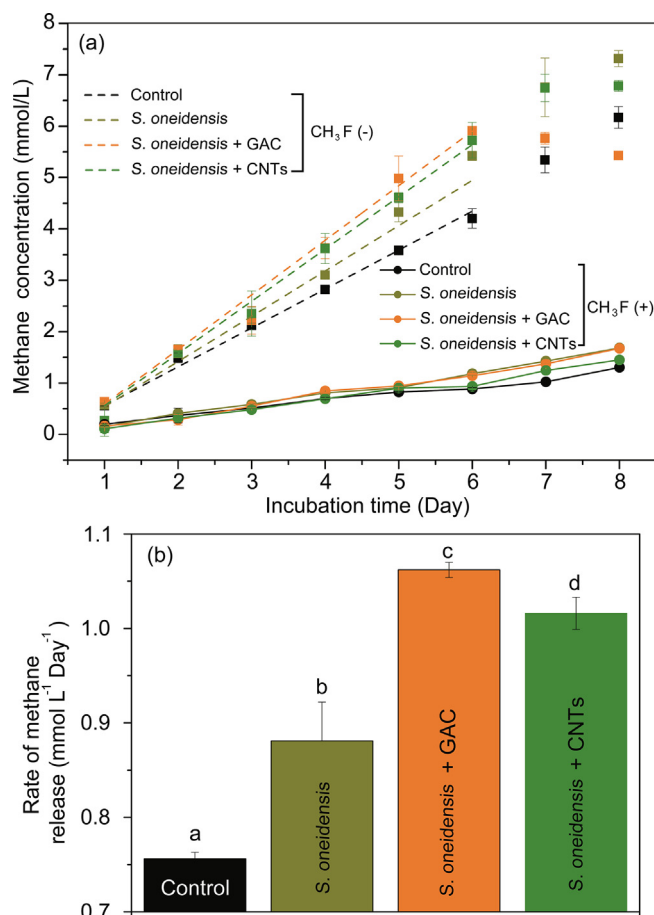 (a)
Methane concentration (mmol/L)
8
7
6
5
4
3
2
1
0
Control
S. oneidensis
S. oneidensis + GAC
S. oneidensis + CNTs
CH₃F (-)
Control
S. oneidensis
S. oneidensis + GAC
S. oneidensis + CNTs
CH₃F (+)
1 2 3 4 5 6 7 8
Incubation time (Day)
(b)
Rate of methane
release (mmol L⁻¹ Day⁻¹)
1.1
1.0
0.9
0.8
0.7
a
b
c
d
Control
S. oneidensis
S. oneidensis + GAC
S. oneidensis + CNTs